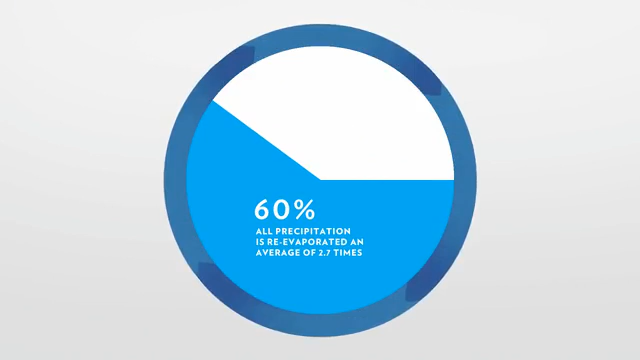 60%
ALL PRECIPITATION
IS RE-EVAPORATED AN
AVERAGE OF 2.7 TIMES